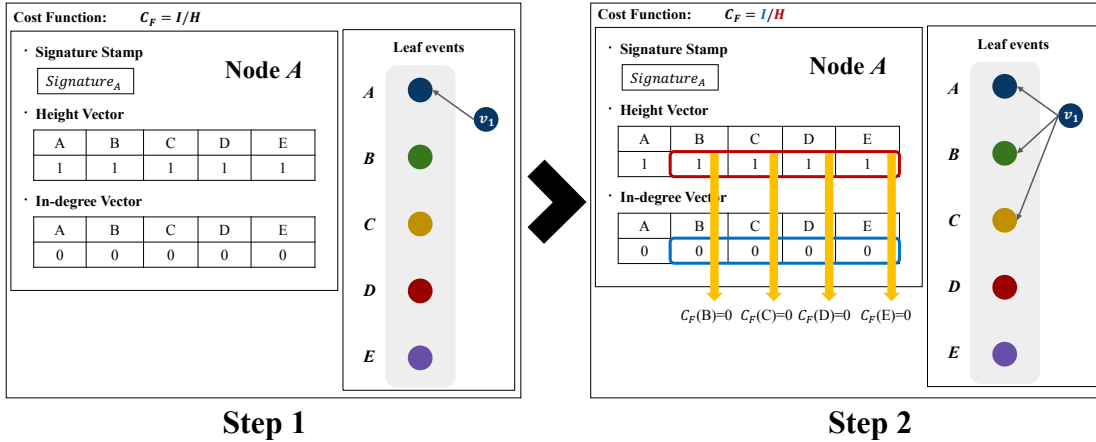 Cost Function: C_F = I/H
· Signature Stamp
Signature_A
Node A
· Height Vector
A B C D E
1 1 1 1 1
· In-degree Vector
A B C D E
0 0 0 0 0
Leaf events
A
v_1
B
C
D
E
Step 1
Cost Function: C_F = I/H
· Signature Stamp
Signature_A
Node A
· Height Vector
A B C D E
1 1 1 1 1
· In-degree Vector
A B C D E
0 0 0 0 0
C_F(B)=0 C_F(C)=0 C_F(D)=0 C_F(E)=0
Leaf events
A
v_1
B
C
D
E
Step 2